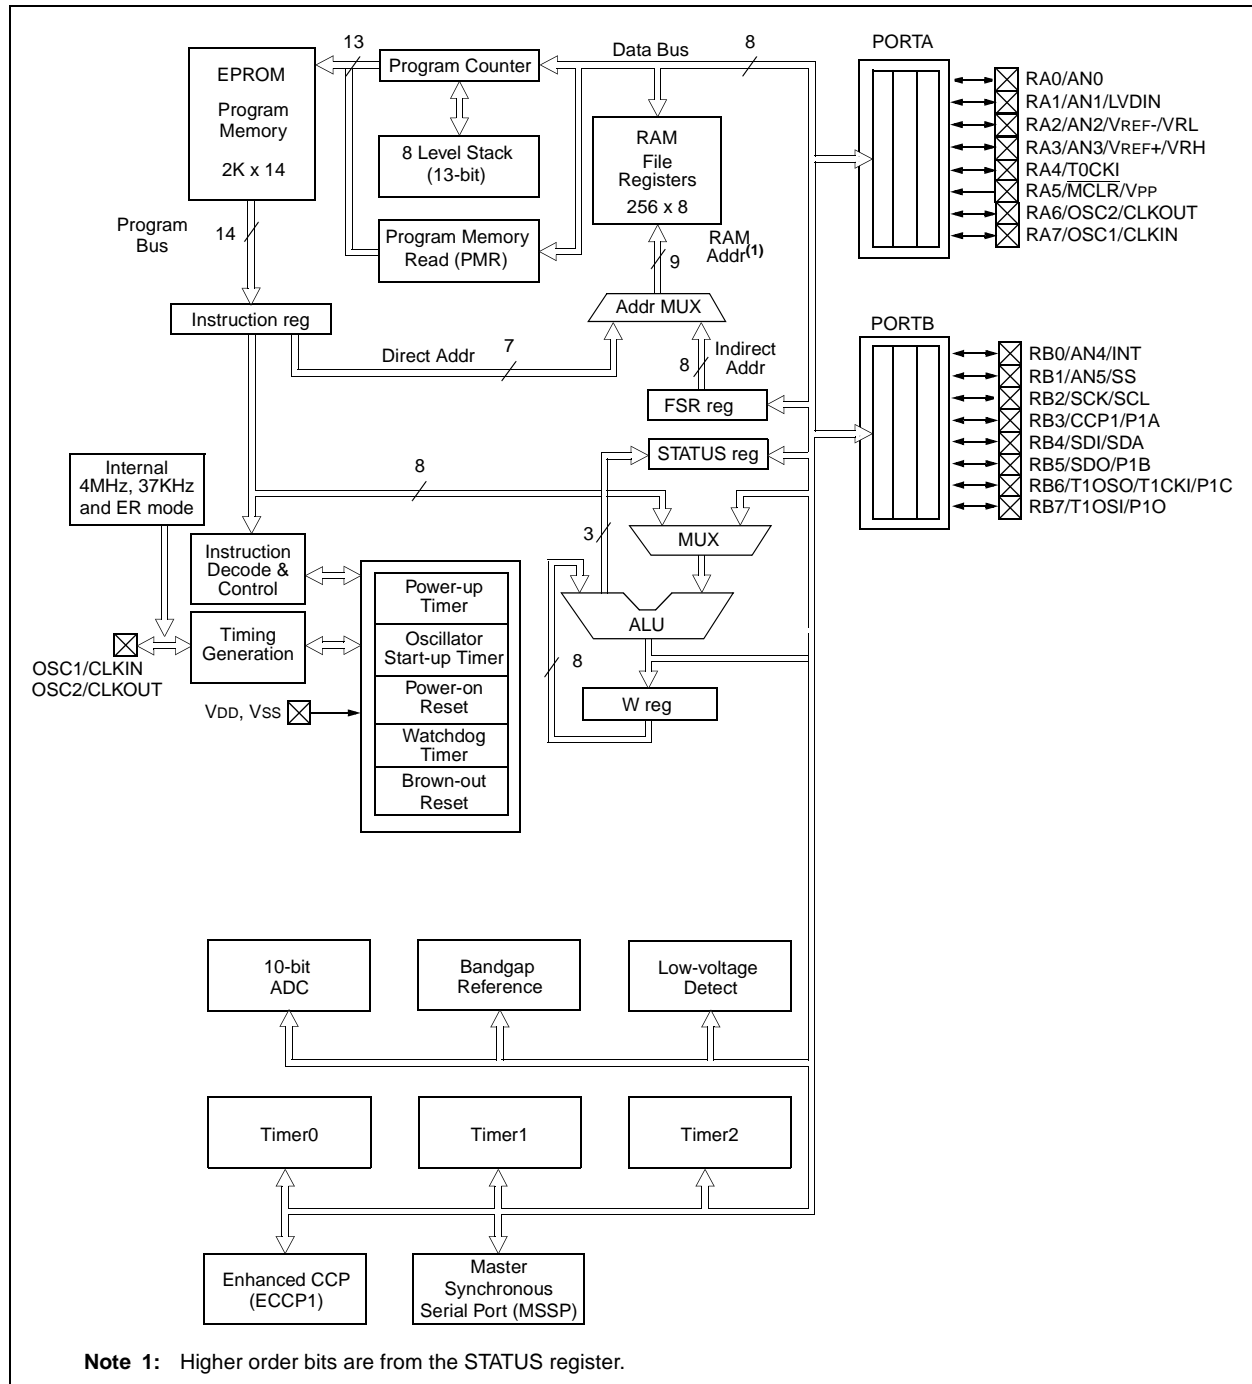 EPROM
Program
Memory
2K x 14
13
Program Counter
Data Bus
8
8 Level Stack
(13-bit)
RAM
File
Registers
256 x 8
Program
Bus
14
Program Memory
Read (PMR)
RAM
Addr(1)
9
Addr MUX
Instruction reg
Direct Addr
7
8
Indirect
Addr
FSR reg
STATUS reg
8
PORTA
RA0/AN0
RA1/AN1/LVDIN
RA2/AN2/VREF-/VRL
RA3/AN3/VREF+/VRH
RA4/T0CKI
RA5/MCLR/VPP
RA6/OSC2/CLKOUT
RA7/OSC1/CLKIN
PORTB
RB0/AN4/INT
RB1/AN5/SS
RB2/SCK/SCL
RB3/CCP1/P1A
RB4/SDI/SDA
RB5/SDO/P1B
RB6/T1OSO/T1CKI/P1C
RB7/T1OSI/P1O
Internal
4MHz, 37KHz
and ER mode
Instruction
Decode &
Control
Timing
Generation
OSC1/CLKIN
OSC2/CLKOUT
VDD, VSS
Power-up
Timer
Oscillator
Start-up Timer
Power-on
Reset
Watchdog
Timer
Brown-out
Reset
3
MUX
ALU
8
W reg
10-bit
ADC
Bandgap
Reference
Low-voltage
Detect
Timer0
Timer1
Timer2
Enhanced CCP
(ECCP1)
Master
Synchronous
Serial Port (MSSP)
Note 1: Higher order bits are from the STATUS register.